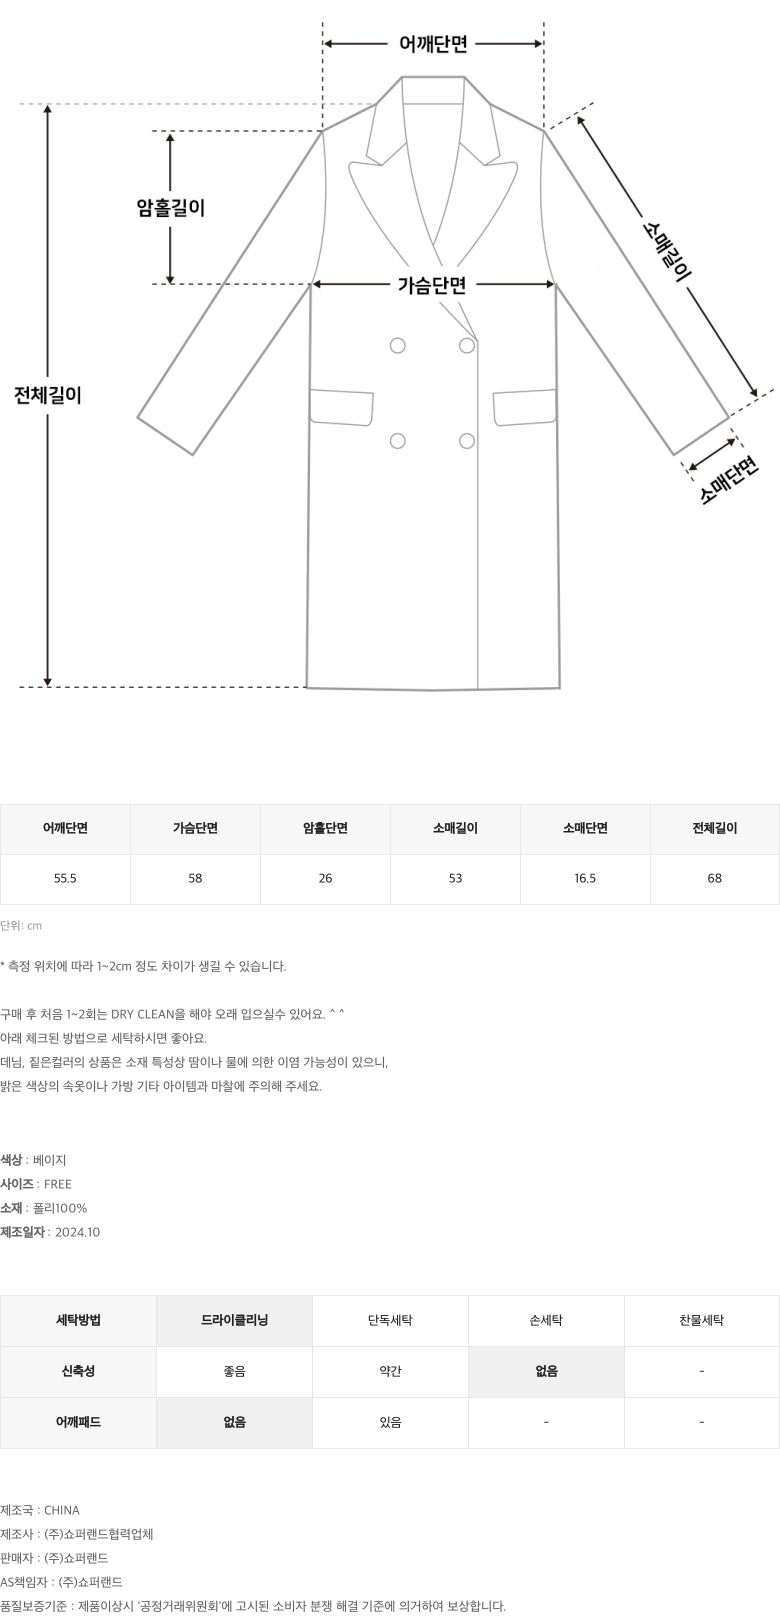 어깨단면
암홀길이
소매길이
가슴단면
전체길이
소매단면
어깨단면 가슴단면 암홀단면 소매길이 소매단면 전체길이
55.5 58 26 53 16.5 68
단위: cm
* 측정 위치에 따라 1~2cm 정도 차이가 생길 수 있습니다.
구매 후 처음 1~2회는 DRY CLEAN을 해야 오래 입으실수 있어요. ^ ^
아래 체크된 방법으로 세탁하시면 좋아요.
데님, 짙은컬러의 상품은 소재 특성상 땀이나 물에 의한 이염 가능성이 있으니,
밝은 색상의 속옷이나 가방 기타 아이템과 마찰에 주의해 주세요.
색상 : 베이지
사이즈 : FREE
소재 : 폴리100%
제조일자 : 2024.10
세탁방법 드라이클리닝 단독세탁 손세탁 찬물세탁
신축성 좋음 약간 없음 -
어깨패드 없음 있음 - -
제조국 : CHINA
제조사 : (주)쇼퍼랜드협력업체
판매자 : (주)쇼퍼랜드
AS책임자 : (주)쇼퍼랜드
품질보증기준 : 제품이상시 '공정거래위원회'에 고시된 소비자 분쟁 해결 기준에 의거하여 보상합니다.